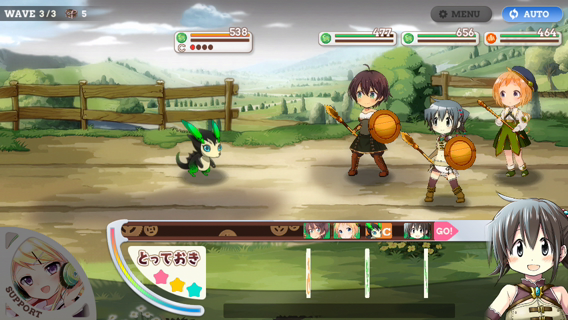 WAVE 3/3 5
MENU
AUTO
538
C
477
656
464
C
GO!
とっておき
SUPPORT